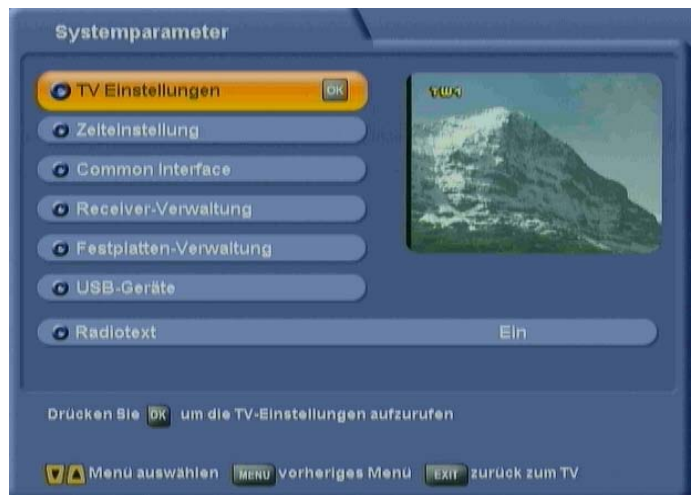 Systemparameter
TV Einstellungen OK
TW1
Zeiteinstellung
Common Interface
Receiver-Verwaltung
Festplatten-Verwaltung
USB-Geräte
Radiotext Ein
Drücken Sie OK um die TV-Einstellungen aufzurufen
Menü auswählen MENU vorheriges Menü EXIT zurück zum TV